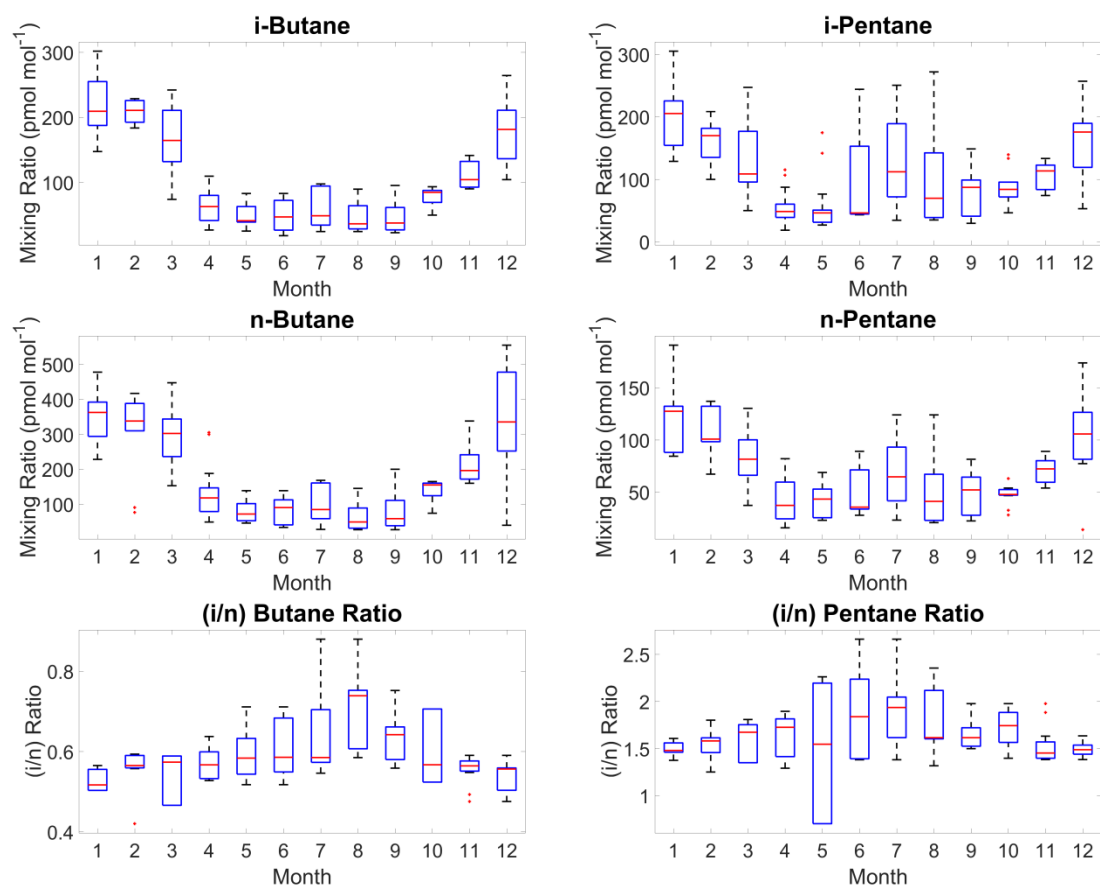 i-Butane
Mixing Ratio (pmol mol⁻¹)
300
200
100
1 2 3 4 5 6 7 8 9 10 11 12
Month
i-Pentane
Mixing Ratio (pmol mol⁻¹)
300
200
100
0
1 2 3 4 5 6 7 8 9 10 11 12
Month
n-Butane
Mixing Ratio (pmol mol⁻¹)
500
400
300
200
100
1 2 3 4 5 6 7 8 9 10 11 12
Month
n-Pentane
Mixing Ratio (pmol mol⁻¹)
150
100
50
1 2 3 4 5 6 7 8 9 10 11 12
Month
(i/n) Butane Ratio
(i/n) Ratio
0.8
0.6
0.4
1 2 3 4 5 6 7 8 9 10 11 12
Month
(i/n) Pentane Ratio
(i/n) Ratio
2.5
2
1.5
1
1 2 3 4 5 6 7 8 9 10 11 12
Month